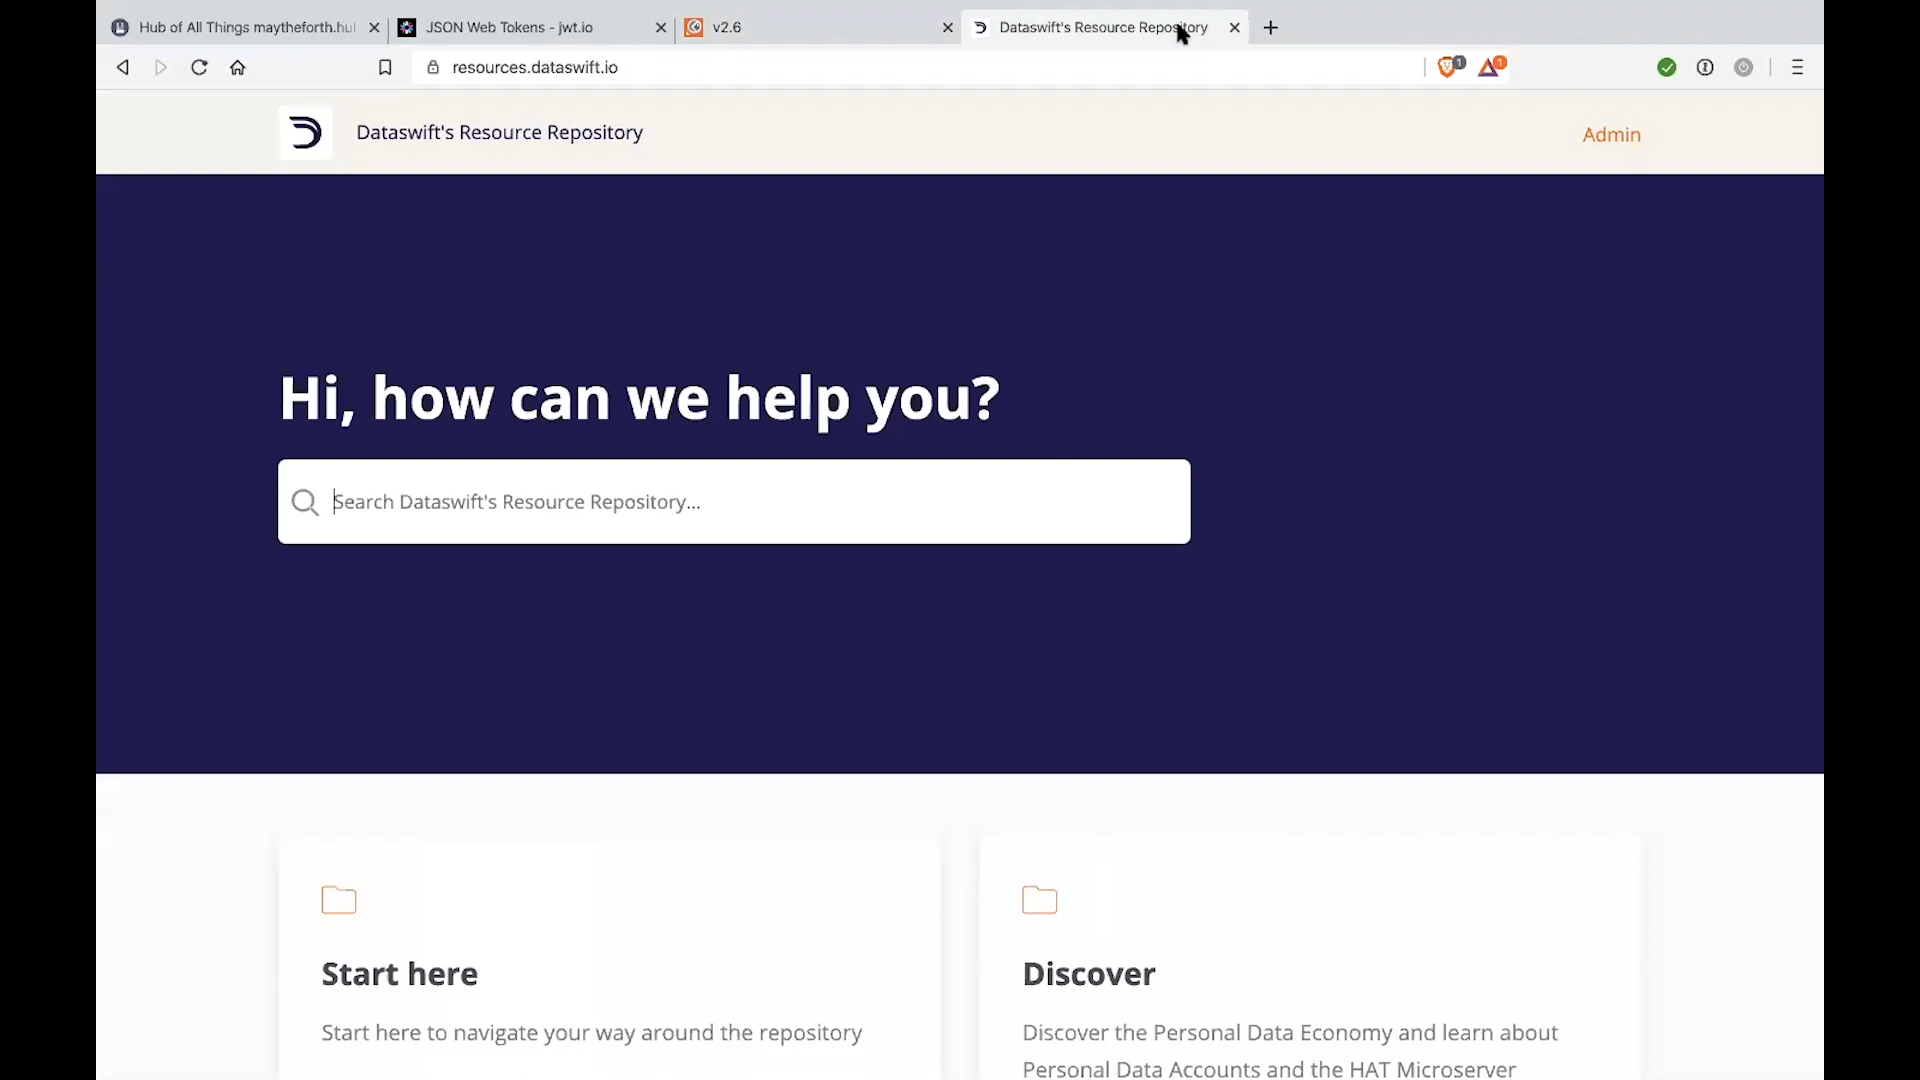 Hub of All Things maytheforth.hu
JSON Web Tokens - jwt.io
v2.6
Dataswift's Resource Repository
resources.dataswift.io
1
1
Dataswift's Resource Repository
Admin
Hi, how can we help you?
Search Dataswift's Resource Repository...
Start here
Start here to navigate your way around the repository
Discover
Discover the Personal Data Economy and learn about
Personal Data Accounts and the HAT Microserver